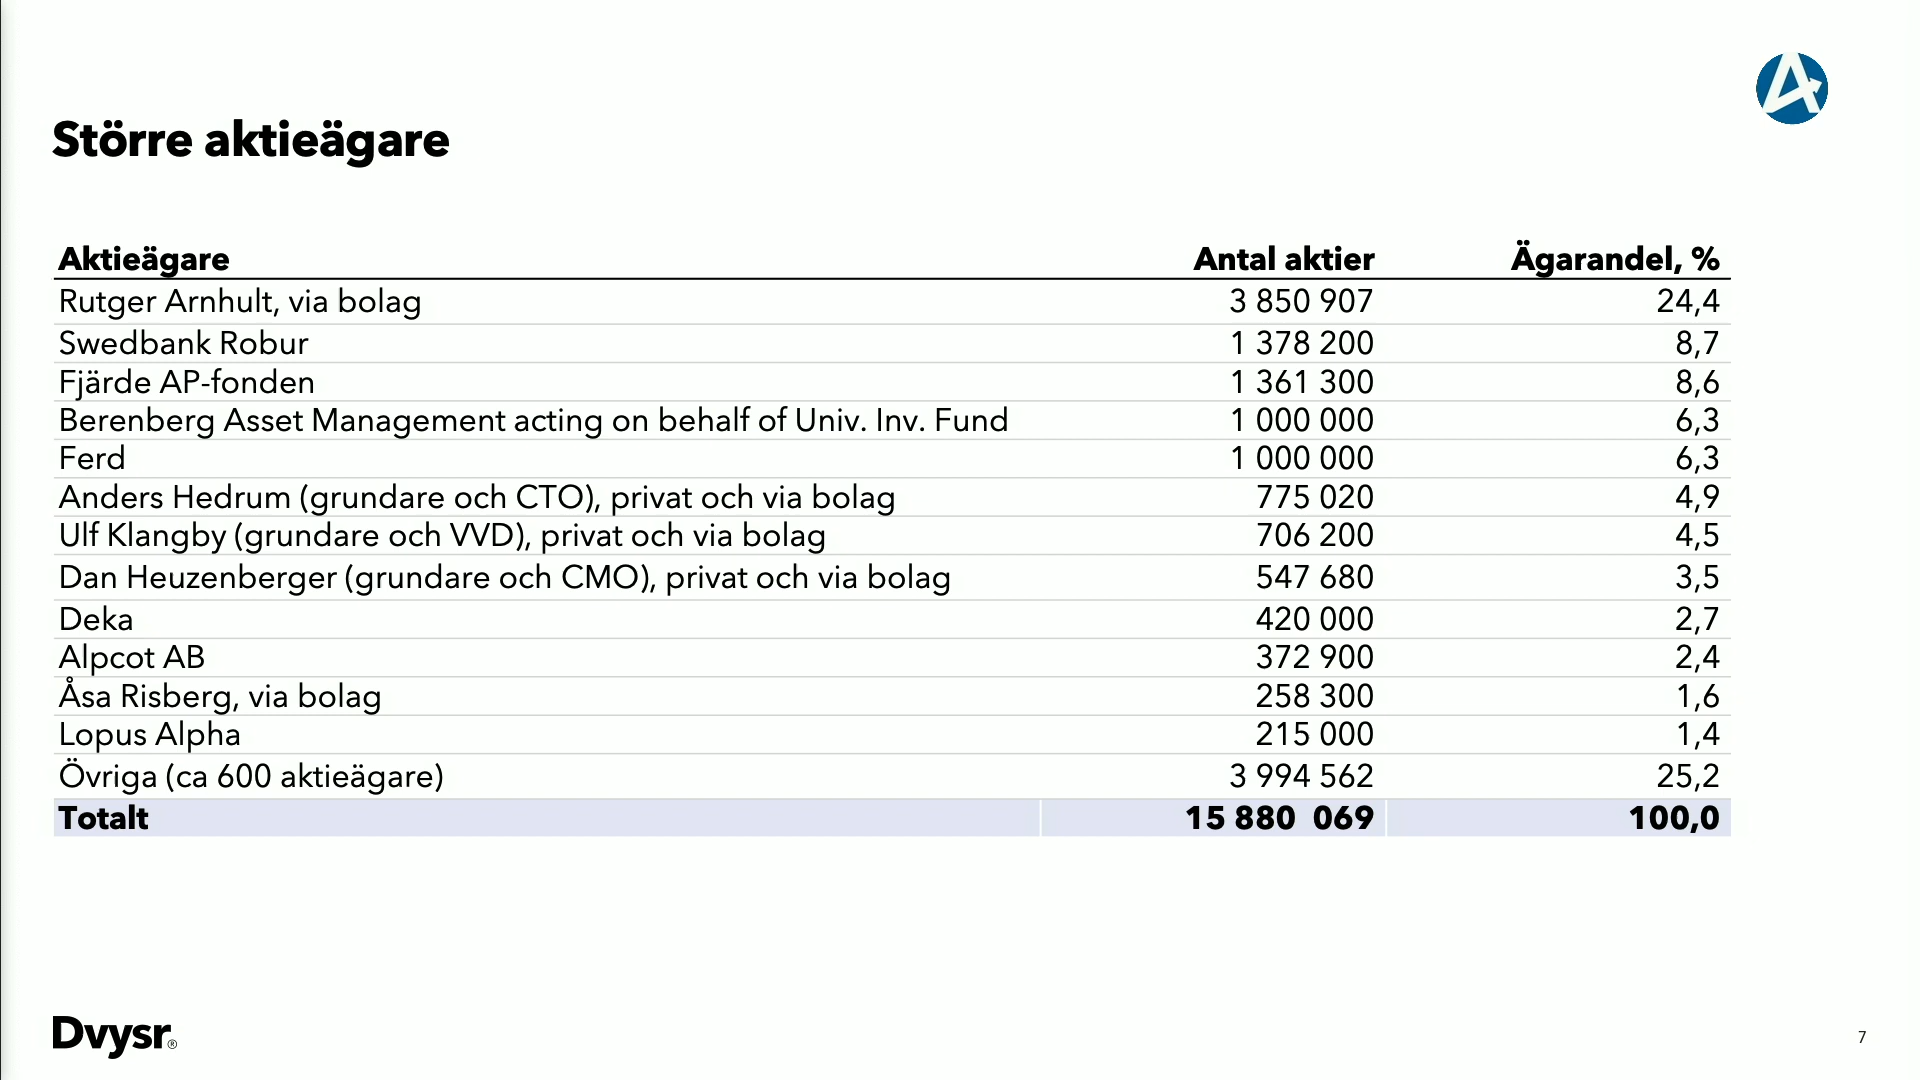 Större aktieägare
Aktieägare Antal aktier Ägarandel, %
Rutger Arnhult, via bolag 3 850 907 24,4
Swedbank Robur 1 378 200 8,7
Fjärde AP-fonden 1 361 300 8,6
Berenberg Asset Management acting on behalf of Univ. Inv. Fund 1 000 000 6,3
Ferd 1 000 000 6,3
Anders Hedrum (grundare och CTO), privat och via bolag 775 020 4,9
Ulf Klangby (grundare och VVD), privat och via bolag 706 200 4,5
Dan Heuzenberger (grundare och CMO), privat och via bolag 547 680 3,5
Deka 420 000 2,7
Alpcot AB 372 900 2,4
Åsa Risberg, via bolag 258 300 1,6
Lopus Alpha 215 000 1,4
Övriga (ca 600 aktieägare) 3 994 562 25,2
Totalt 15 880  069 100,0
Dvysr®
7